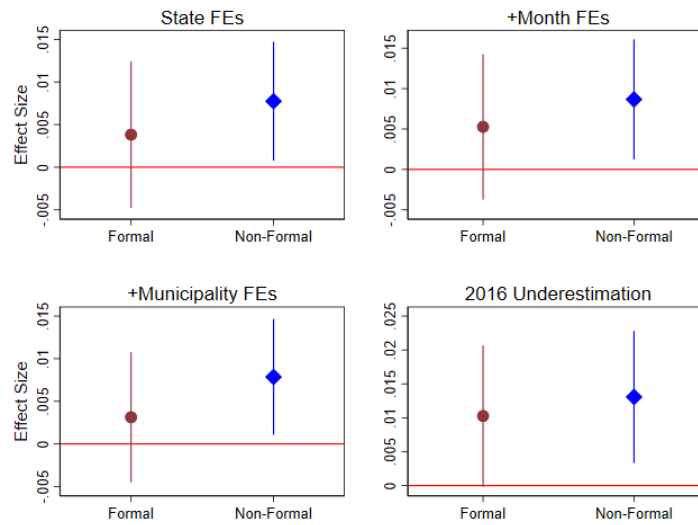 State FEs
Effect Size
.015
.01
.005
0
-.005
Formal Non-Formal
+Month FEs
.015
.01
.005
0
-.005
Formal Non-Formal
+Municipality FEs
Effect Size
.015
.01
.005
0
-.005
Formal Non-Formal
2016 Underestimation
.025
.02
.015
.01
.005
0
Formal Non-Formal